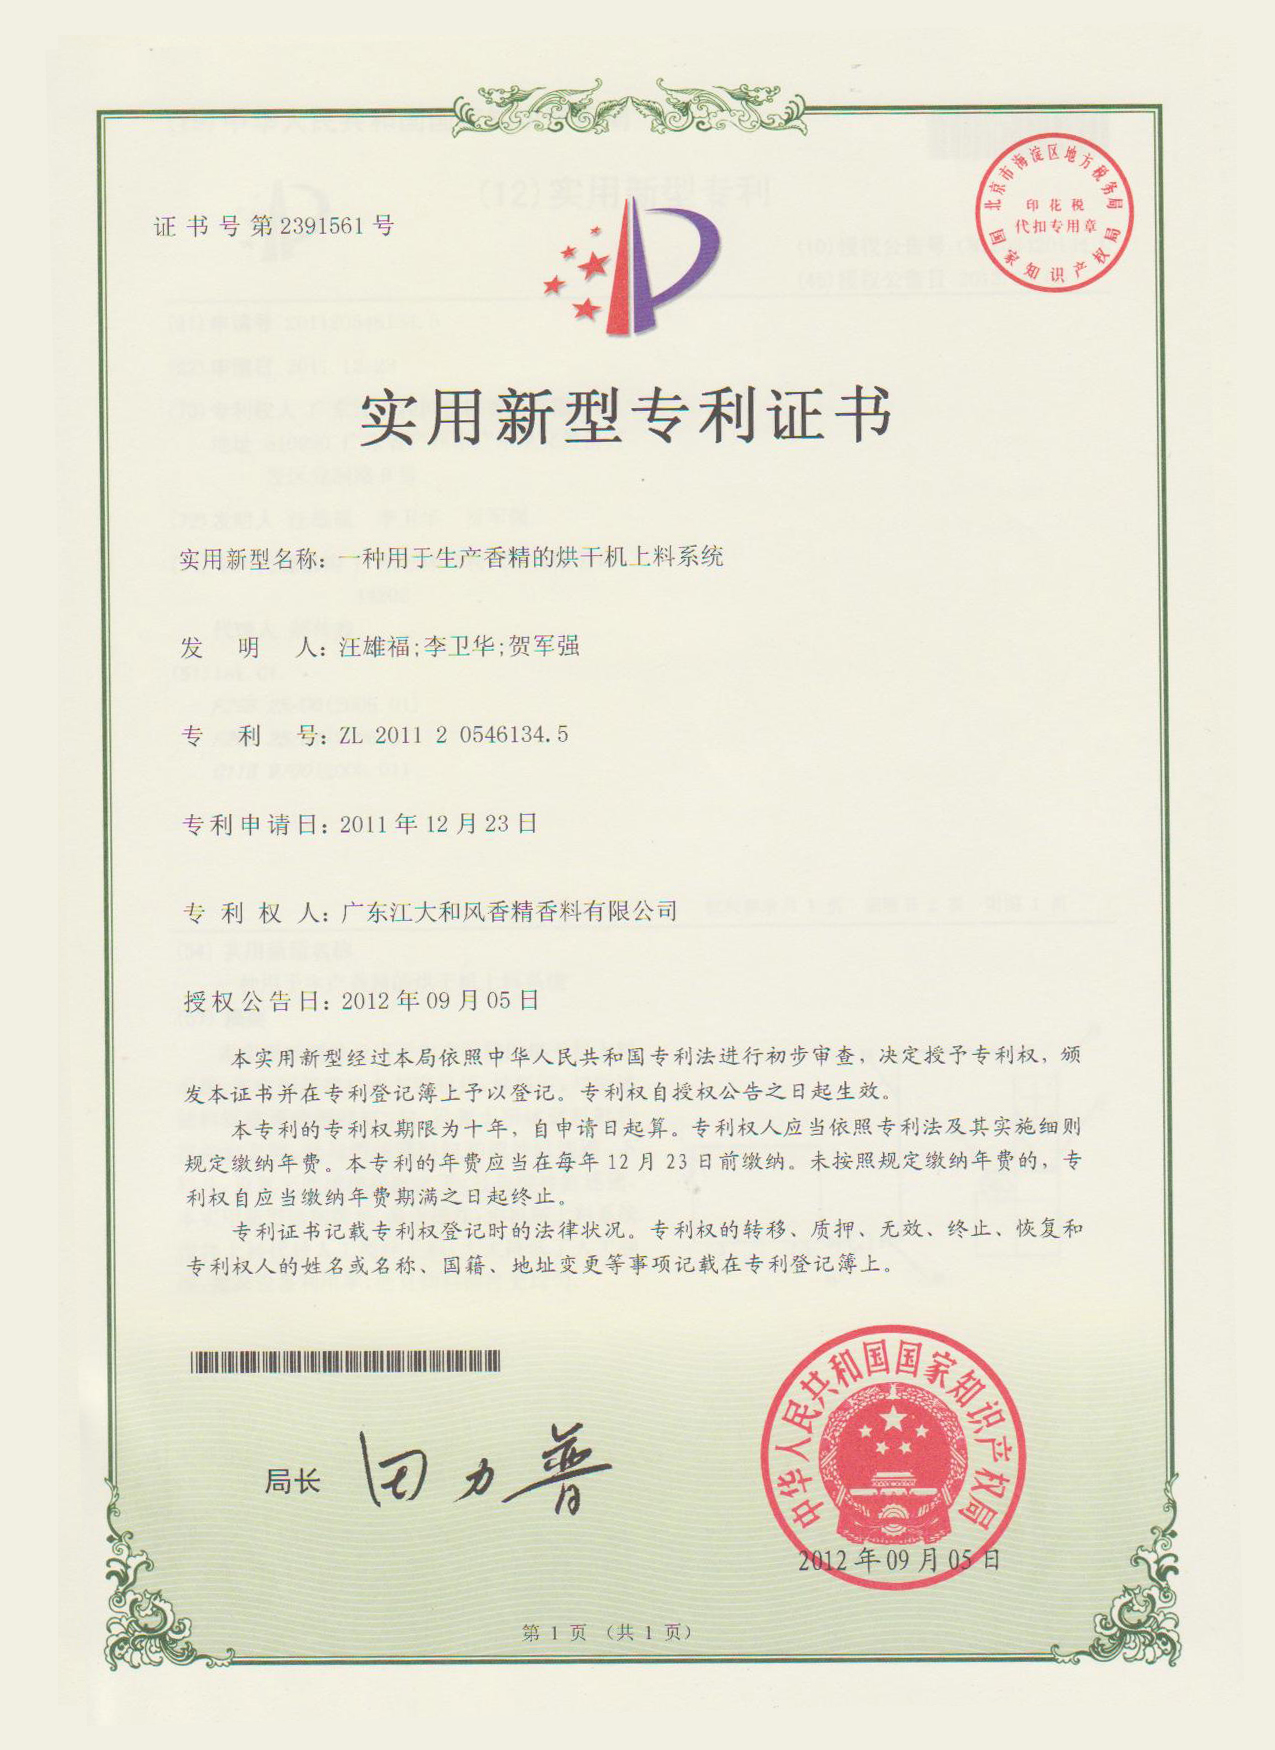 证书号第2391561号
北京市海淀区地方税务局
印花税
代扣专用章
国家知识产权局
实用新型专利证书
实用新型名称：一种用于生产香精的烘干机上料系统
发明人：汪雄福;李卫华;贺军强
专利号：ZL 2011 2 0546134.5
专利申请日：2011年12月23日
专利权人：广东江大和风香精香料有限公司
授权公告日：2012年09月05日
本实用新型经过本局依照中华人民共和国专利法进行初步审查，决定授予专利权，颁
发本证书并在专利登记簿上予以登记。专利权自授权公告之日起生效。
本专利的专利权期限为十年，自申请日起算。专利权人应当依照专利法及其实施细则
规定缴纳年费。本专利的年费应当在每年12月23日前缴纳。未按照规定缴纳年费的，专
利权自应当缴纳年费期满之日起终止。
专利证书记载专利权登记时的法律状况。专利权的转移、质押、无效、终止、恢复和
专利权人的姓名或名称、国籍、地址变更等事项记载在专利登记簿上。
局长 田力普
中华人民共和国国家知识产权局
2012年09月05日
第 1 页 （共 1 页）